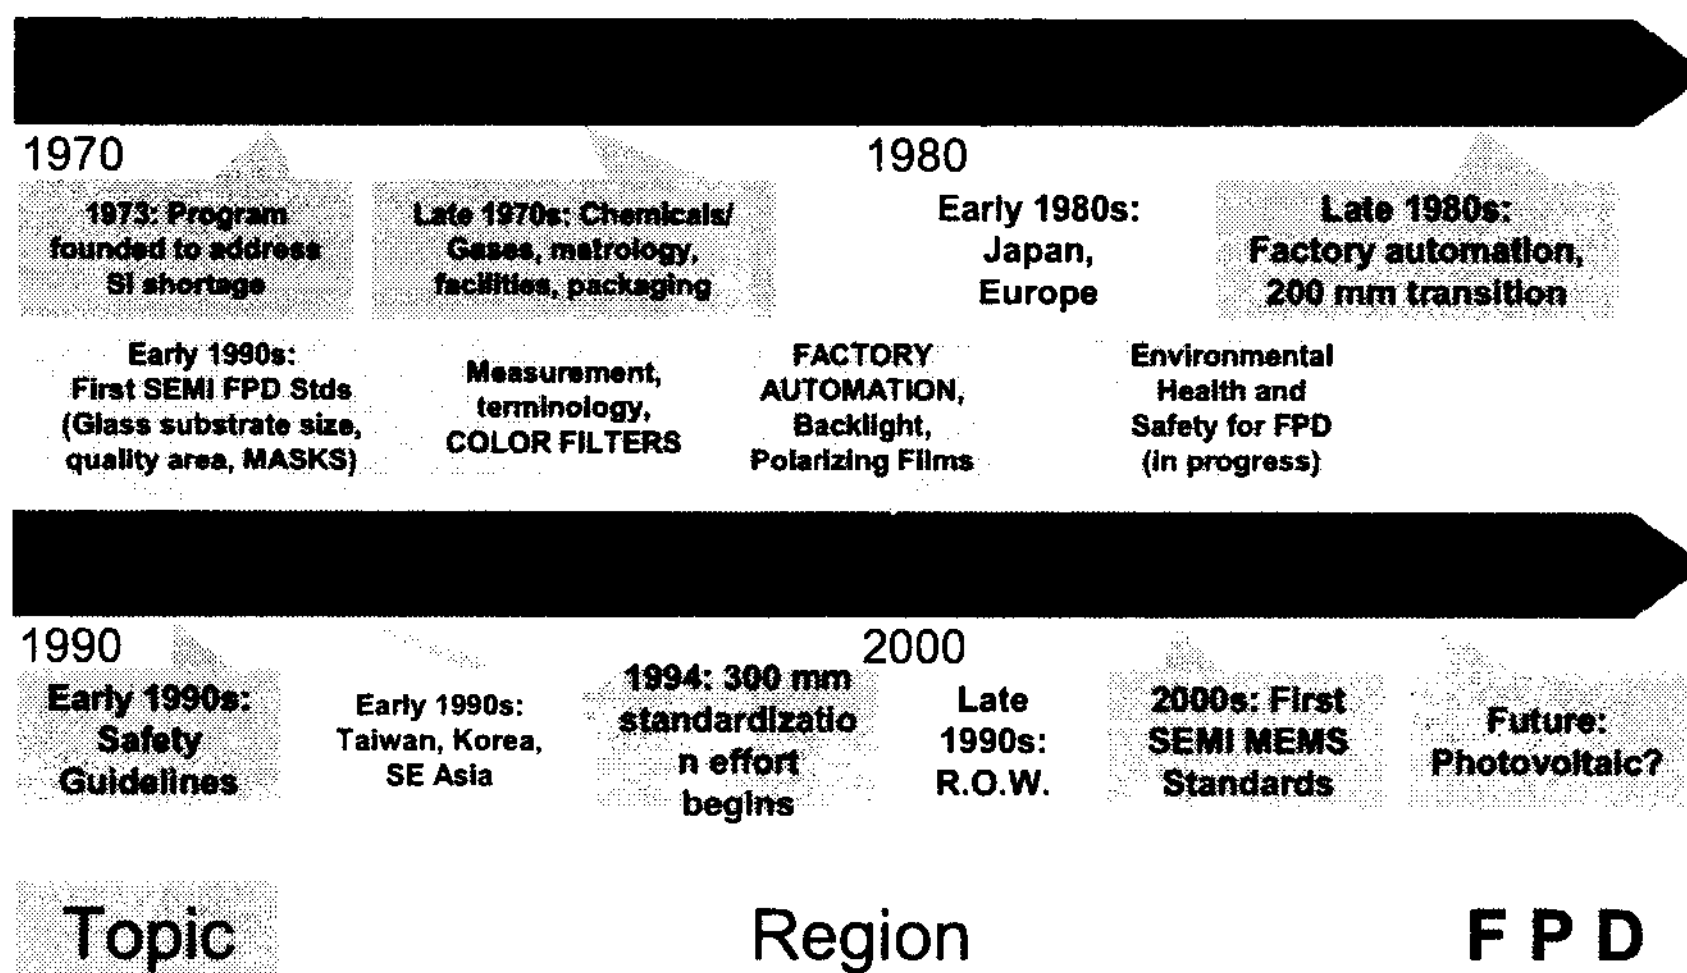 1970
1980
1973: Program
founded to address
Si shortage
Late 1970s: Chemicals/
Gases, metrology,
facilities, packaging
Early 1980s:
Japan,
Europe
Late 1980s:
Factory automation,
200 mm transition
Early 1990s:
First SEMI FPD Stds
(Glass substrate size,
quality area, MASKS)
Measurement,
terminology,
COLOR FILTERS
FACTORY
AUTOMATION,
Backlight,
Polarizing Films
Environmental
Health and
Safety for FPD
(in progress)
1990
2000
Early 1990s:
Safety
Guidelines
Early 1990s:
Taiwan, Korea,
SE Asia
1994: 300 mm
standardizatio
n effort
begins
Late
1990s:
R.O.W.
2000s: First
SEMI MEMS
Standards
Future:
Photovoltaic?
Topic
Region
F P D